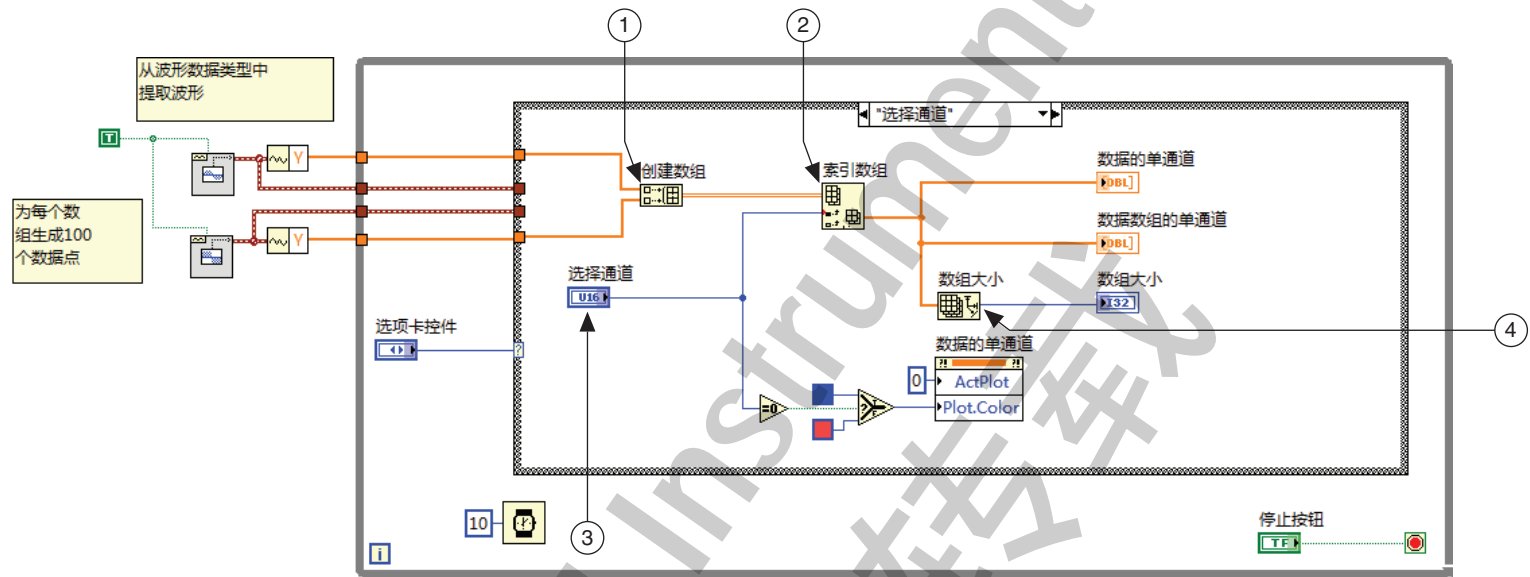 1
2
从波形数据类型中
提取波形
"选择通道"
T
Y
创建数组
索引数组
数据的单通道
DBL]
为每个数
组生成100
个数据点
Y
数据数组的单通道
DBL]
选择通道
U16
数组大小
数组大小
I32
4
选项卡控件
?
数据的单通道
?!
?!
0
ActPlot
=0
?
T
F
Plot.Color
10
3
停止按钮
TF
i
Instrument
转载